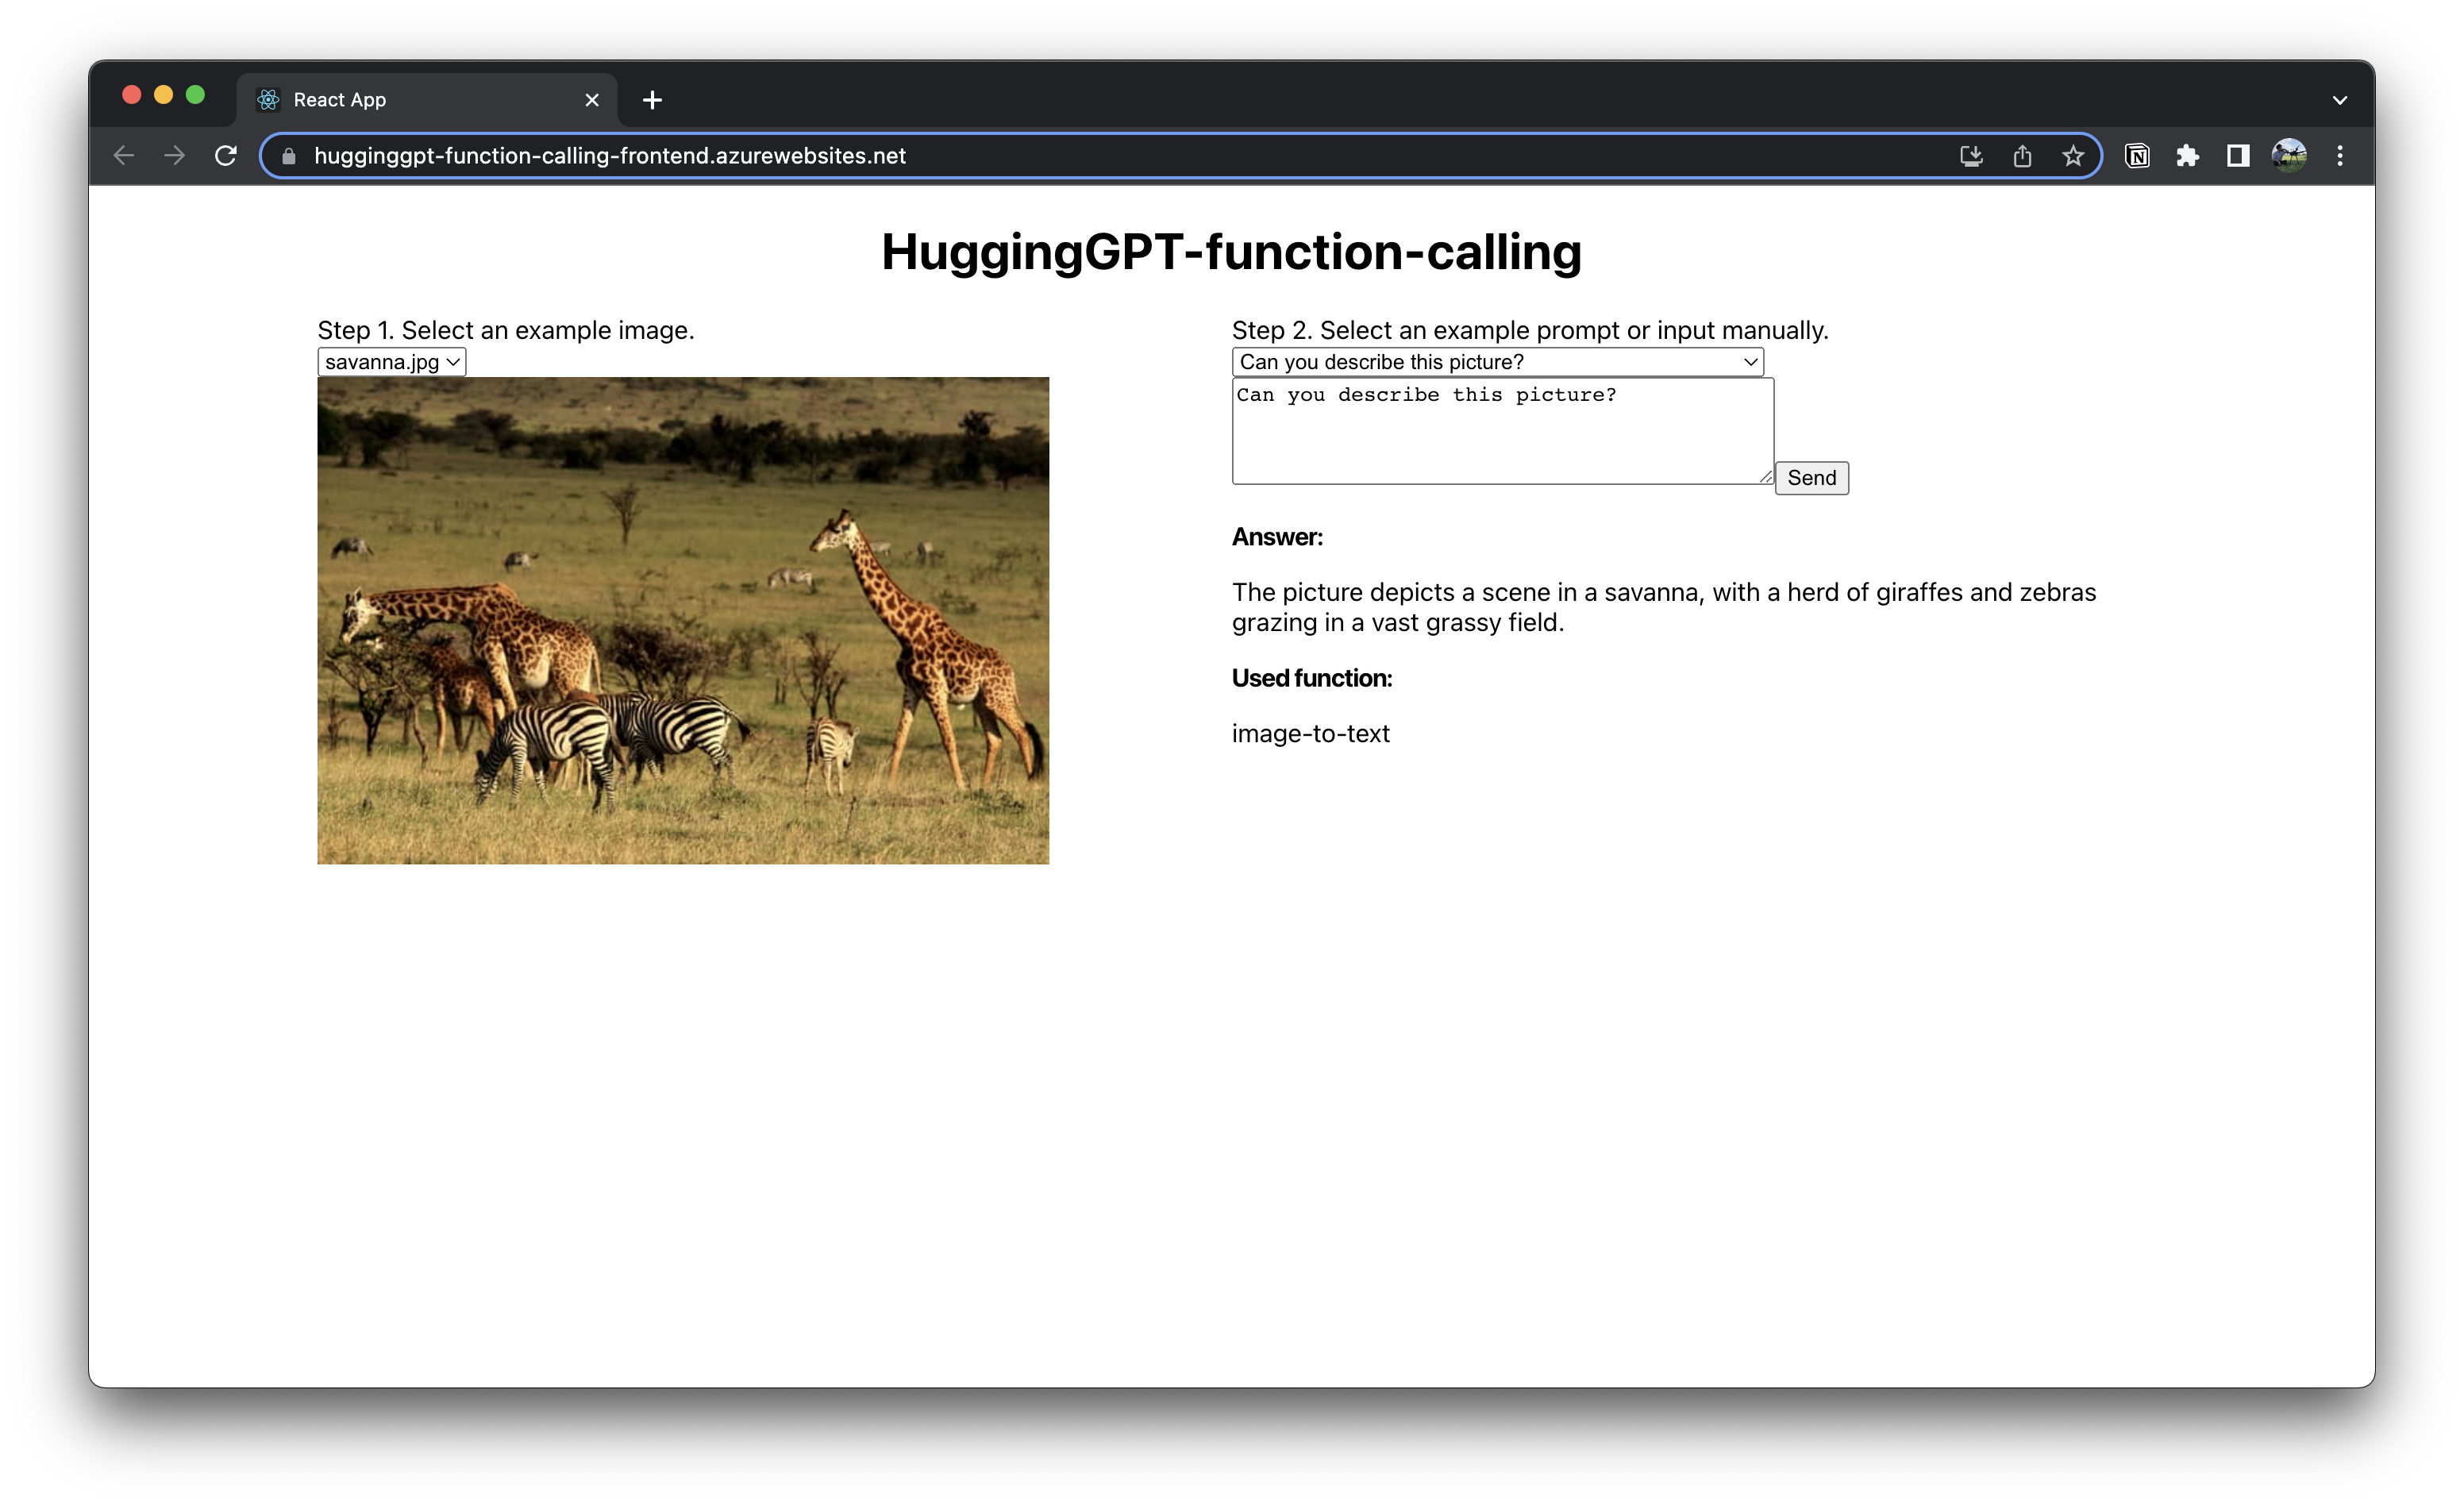 React App
hugginggpt-function-calling-frontend.azurewebsites.net
HuggingGPT-function-calling
Step 1. Select an example image.
savanna.jpg
Step 2. Select an example prompt or input manually.
Can you describe this picture?
Can you describe this picture?
Send
Answer:
The picture depicts a scene in a savanna, with a herd of giraffes and zebras
grazing in a vast grassy field.
Used function:
image-to-text